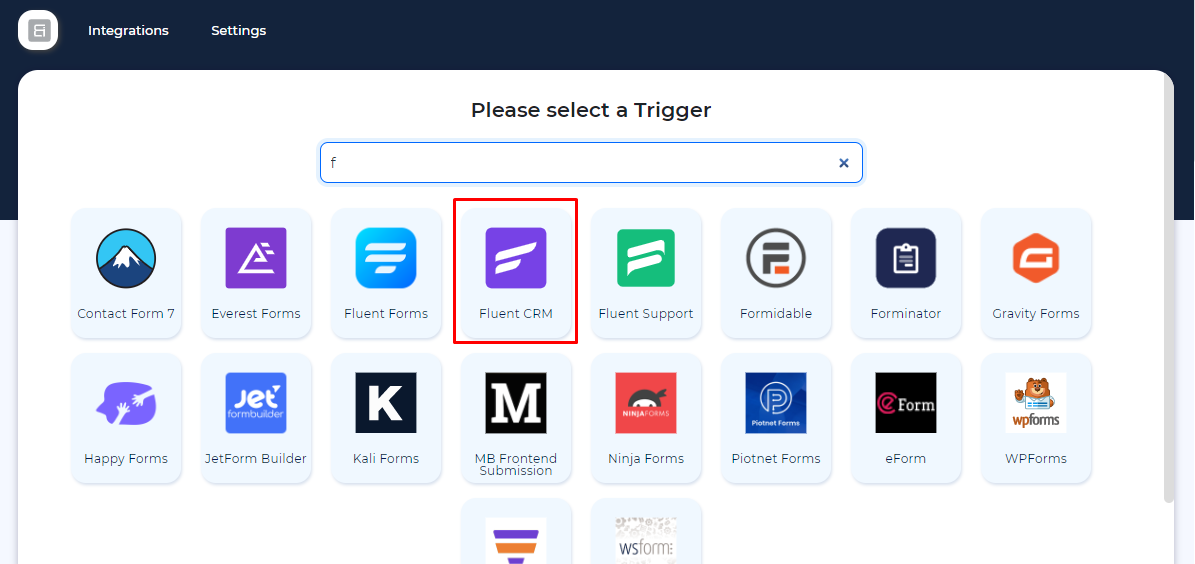 Integrations
Settings
Please select a Trigger
f
Contact Form 7
Everest Forms
Fluent Forms
Fluent CRM
Fluent Support
Formidable
Forminator
Gravity Forms
Jet
formbuilder
K
M
NINJAFORMS
Piotnet Forms
eForm
wpforms
Happy Forms
JetForm Builder
Kali Forms
MB Frontend
Submission
Ninja Forms
Piotnet Forms
eForm
WPForms
wsform